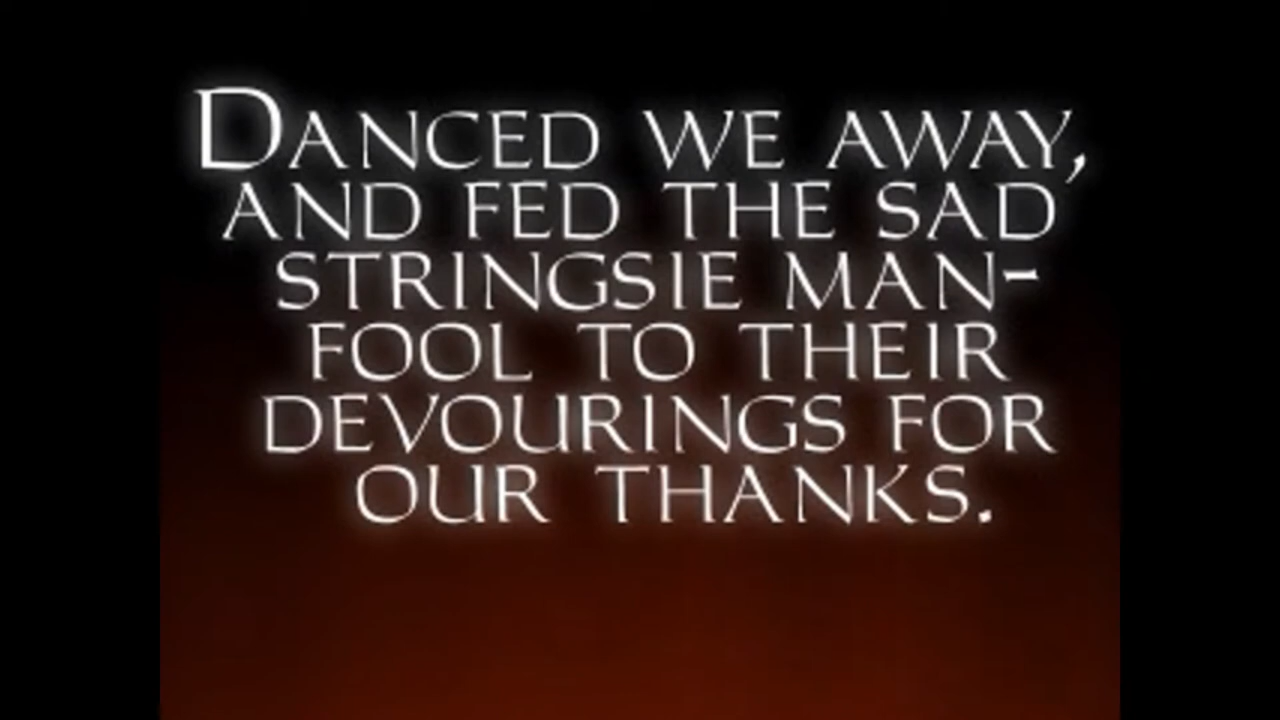 Danced we away,
and fed the sad
stringsie man-
fool to their
devourings for
our thanks.